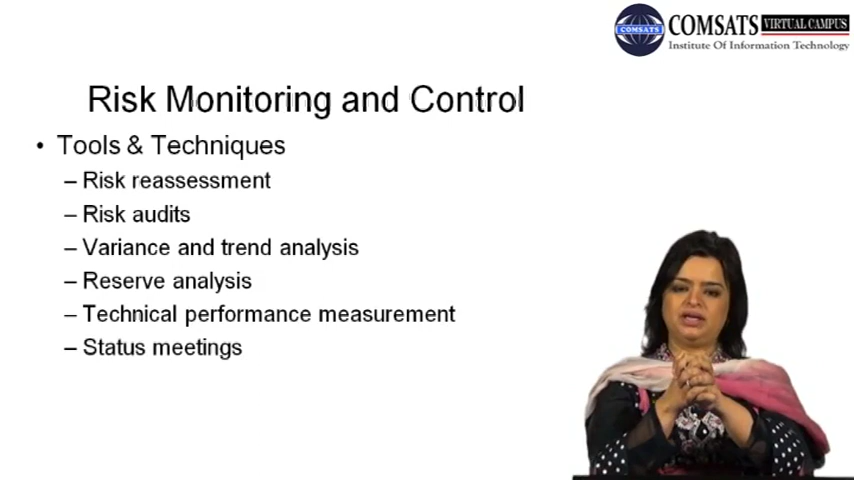 COMSATS VIRTUAL CAMPUS
COMSATS
Institute Of Information Technology
Risk Monitoring and Control
• Tools & Techniques
– Risk reassessment
– Risk audits
– Variance and trend analysis
– Reserve analysis
– Technical performance measurement
– Status meetings